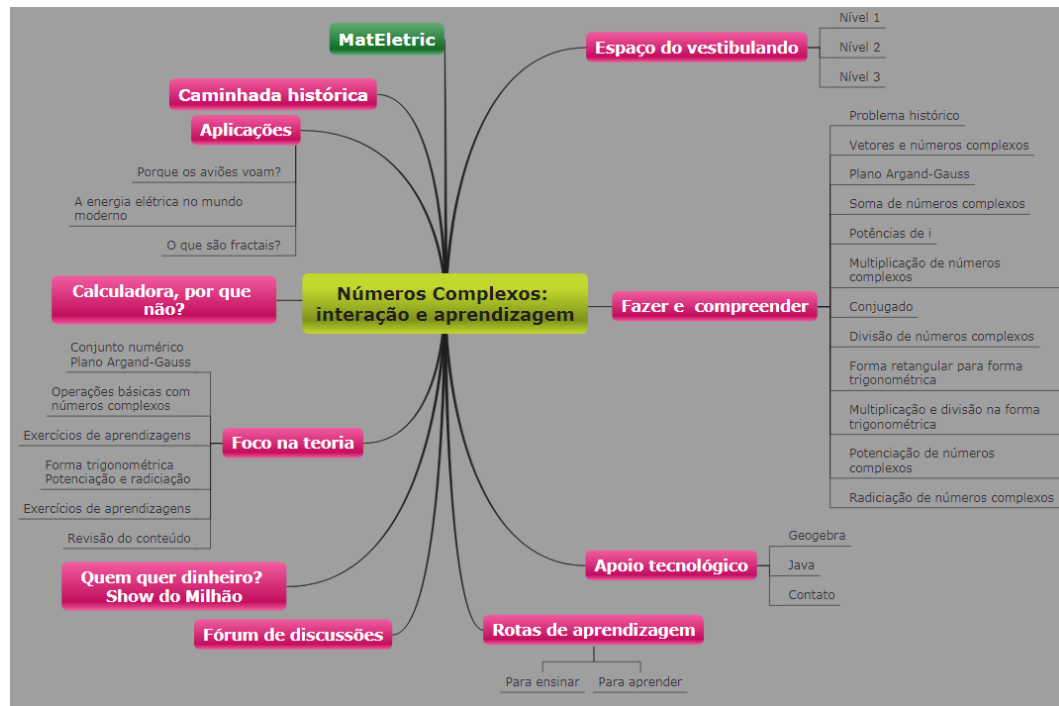 MatEletric
Caminhada histórica
Aplicações
Porque os aviões voam?
A energia elétrica no mundo
moderno
O que são fractais?
Calculadora, por que
não?
Conjunto numérico
Plano Argand-Gauss
Operações básicas com
números complexos
Exercícios de aprendizagens
Forma trigonométrica
Potenciação e radiciação
Exercícios de aprendizagens
Revisão do conteúdo
Foco na teoria
Quem quer dinheiro?
Show do Milhão
Fórum de discussões
Números Complexos:
interação e aprendizagem
Espaço do vestibulando
Nível 1
Nível 2
Nível 3
Fazer e compreender
Problema histórico
Vetores e números complexos
Plano Argand-Gauss
Soma de números complexos
Potências de i
Multiplicação de números
complexos
Conjugado
Divisão de números complexos
Forma retangular para forma
trigonométrica
Multiplicação e divisão na forma
trigonométrica
Potenciação de números
complexos
Radiciação de números complexos
Apoio tecnológico
Geogebra
Java
Contato
Rotas de aprendizagem
Para ensinar
Para aprender